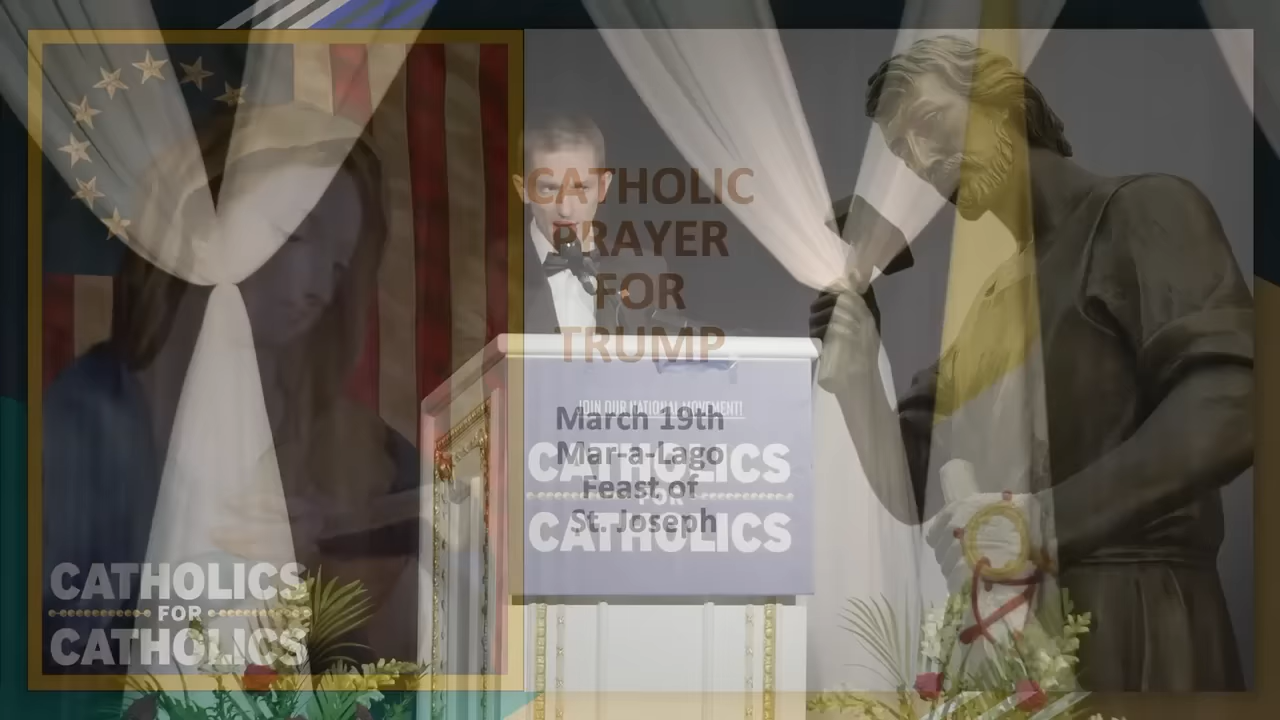 CATHOLIC
PRAYER
FOR
TRUMP
JOIN OUR NATIONAL MOVEMENT!
March 19th
Mar-a-Lago
Feast of
St. Joseph
CATHOLICS
FOR
CATHOLICS
CATHOLICS
FOR
CATHOLICS